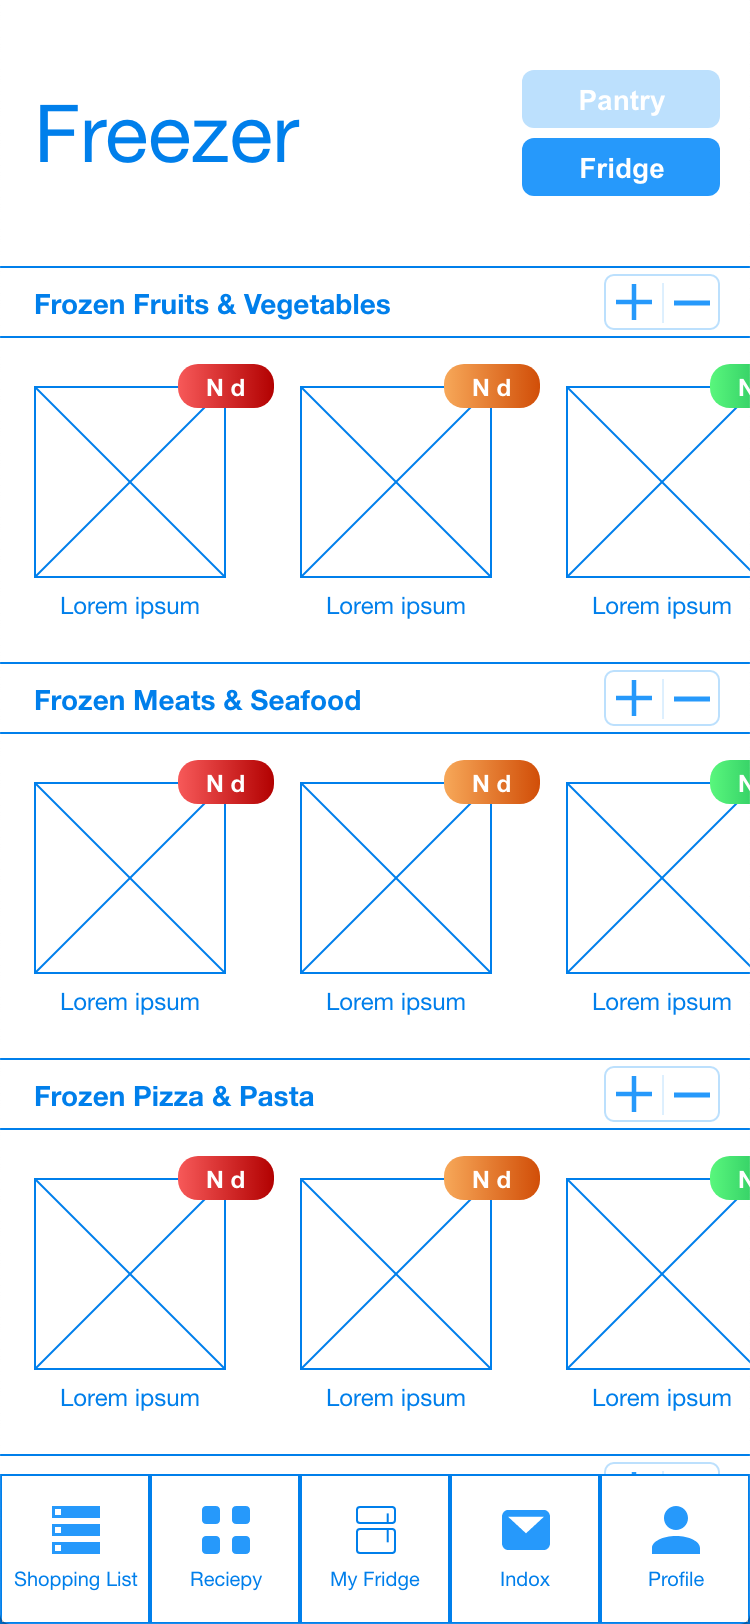 Freezer
Pantry
Fridge
Frozen Fruits & Vegetables
N d
N d
N
Lorem ipsum
Lorem ipsum
Lorem ipsum
Frozen Meats & Seafood
N d
N d
N
Lorem ipsum
Lorem ipsum
Lorem ipsum
Frozen Pizza & Pasta
N d
N d
N
Lorem ipsum
Lorem ipsum
Lorem ipsum
Shopping List
Reciepy
My Fridge
Indox
Profile